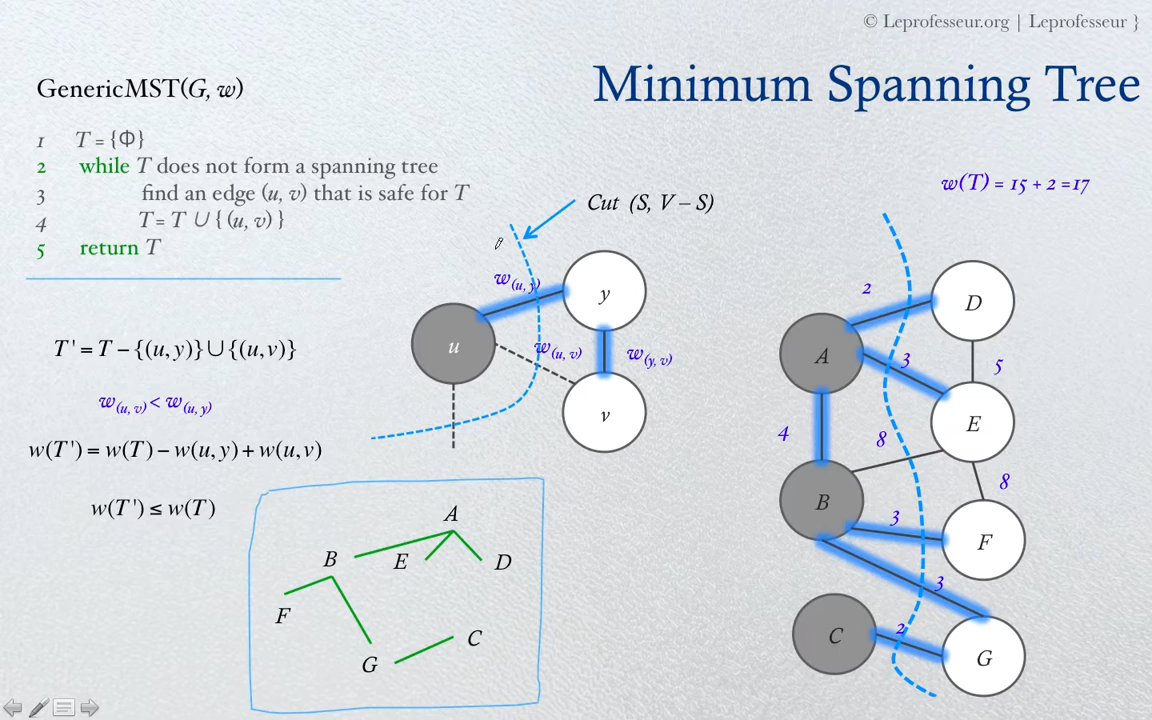 © Leprofesseur.org | Leprofesseur }
Minimum Spanning Tree
GenericMST(G, w)
1 T = {Φ}
2 while T does not form a spanning tree
3 find an edge (u, v) that is safe for T
4 T = T ∪ { (u, v) }
5 return T
T ' = T − {(u, y)} ∪ {(u, v)}
w(u, v) < w(u, y)
w(T ') = w(T) − w(u, y) + w(u, v)
w(T ') ≤ w(T)
Cut (S, V – S)
w(u, y)
y
u
w(u, v)
w(y, v)
v
A
B
E
D
F
C
G
w(T) = 15 + 2 =17
2
D
A
3
5
E
4
8
8
B
3
F
3
C
2
G